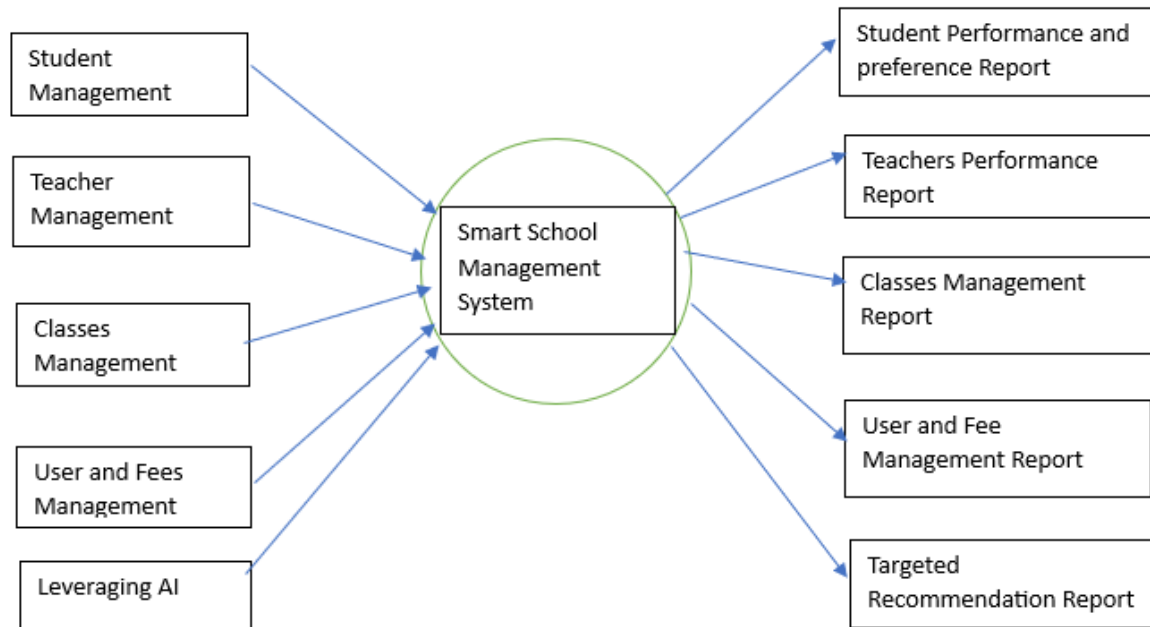 Student
Management
Teacher
Management
Classes
Management
User and Fees
Management
Leveraging AI
Smart School
Management
System
Student Performance and
preference Report
Teachers Performance
Report
Classes Management
Report
User and Fee
Management Report
Targeted
Recommendation Report